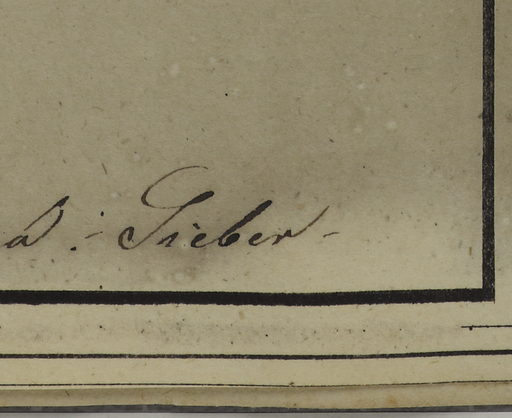 d :- Sieber -